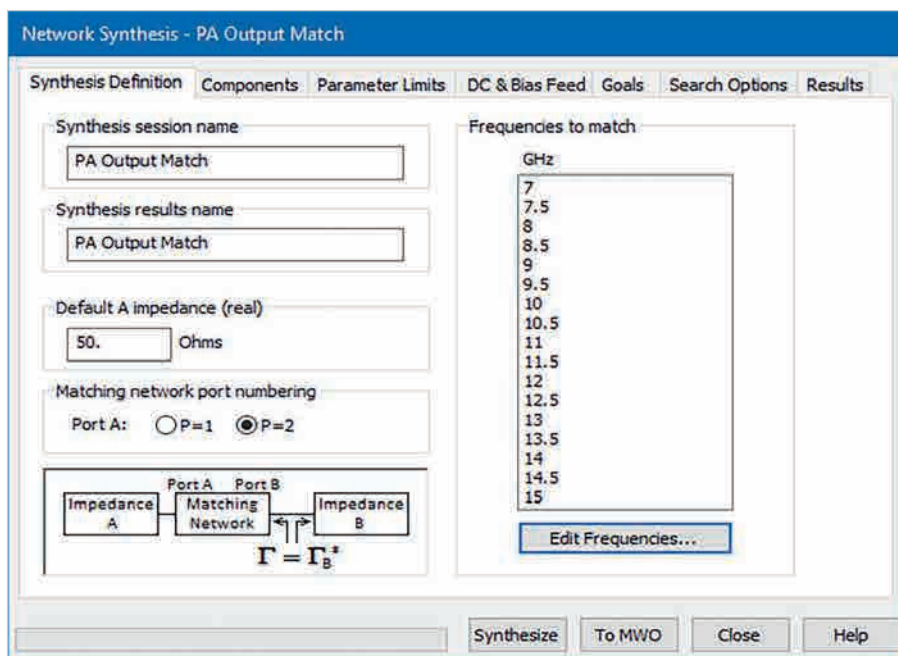 Network Synthesis - PA Output Match
Synthesis Definition Components Parameter Limits DC & Bias Feed Goals Search Options Results
Synthesis session name
PA Output Match
Synthesis results name
PA Output Match
Default A impedance (real)
50. Ohms
Matching network port numbering
Port A: P=1 P=2
Port A Port B
Impedance A
Matching Network
Impedance B
Γ = Γ_B*
Frequencies to match
GHz
7
7.5
8
8.5
9
9.5
10
10.5
11
11.5
12
12.5
13
13.5
14
14.5
15
Edit Frequencies...
Synthesize To MWO Close Help